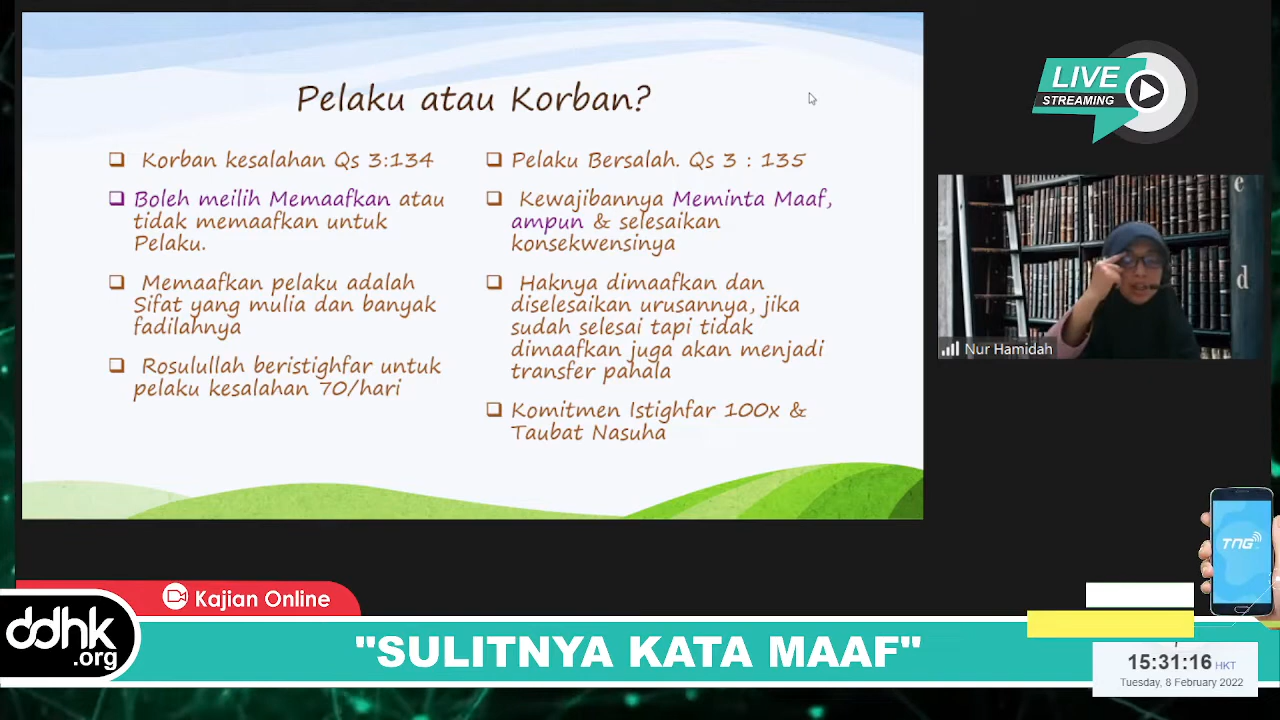 Pelaku atau Korban?
Korban kesalahan Qs 3:134
Boleh meilih Memaafkan atau
tidak memaafkan untuk
Pelaku.
Memaafkan pelaku adalah
Sifat yang mulia dan banyak
fadilahnya
Rosulullah beristighfar untuk
pelaku kesalahan 70/hari
Pelaku Bersalah. Qs 3 : 135
Kewajibannya Meminta Maaf,
ampun & selesaikan
konsekwensinya
Haknya dimaafkan dan
diselesaikan urusannya, jika
sudah selesai tapi tidak
dimaafkan juga akan menjadi
transfer pahala
Komitmen Istighfar 100x &
Taubat Nasuha
LIVE
STREAMING
e
d
Nur Hamidah
TNG
Kajian Online
ddhk
.org
"SULITNYA KATA MAAF"
15:31:16 HKT
Tuesday, 8 February 2022